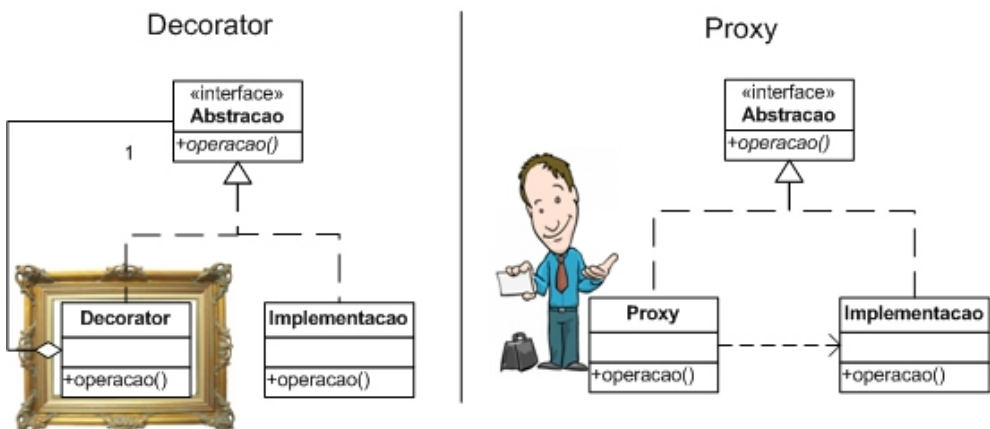 Decorator
«interface»
Abstracao
+operacao()
1
Decorator
+operacao()
Implementacao
+operacao()
Proxy
«interface»
Abstracao
+operacao()
Proxy
+operacao()
Implementacao
+operacao()